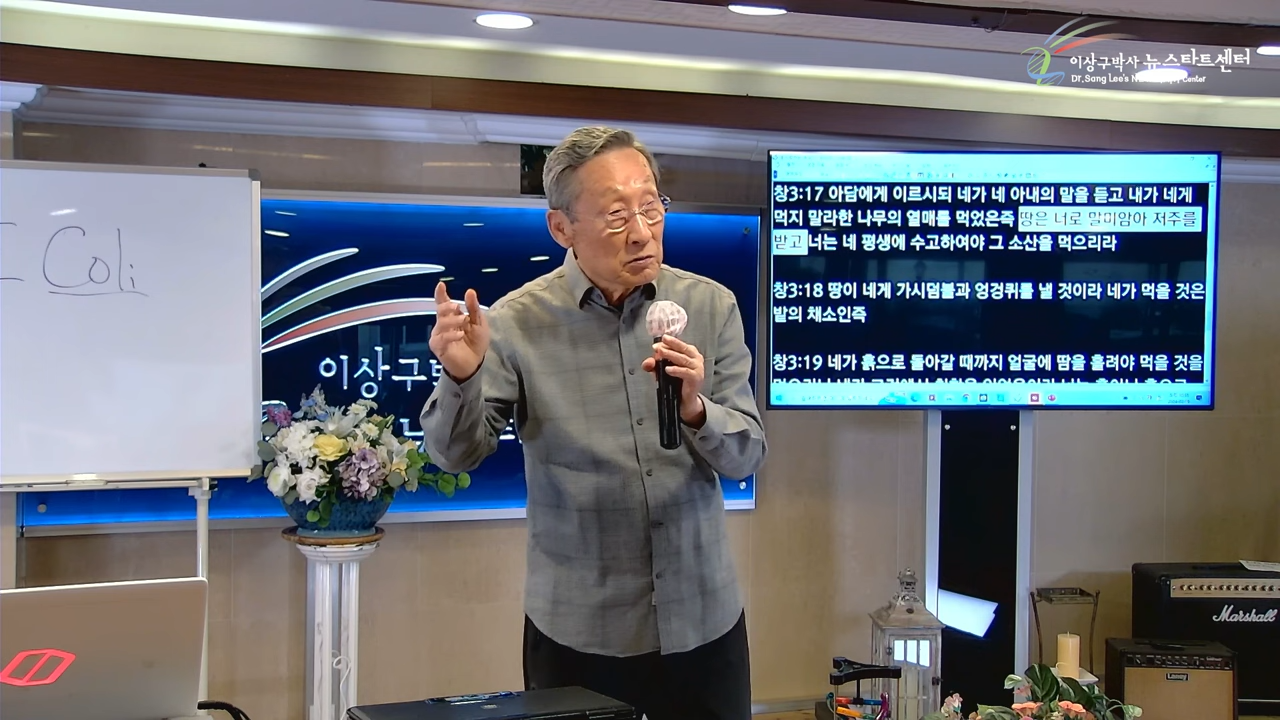 이상구박사 뉴스타트센터
Dr. Sang Lee's
Center
Coli
이상구
창3:17 아담에게 이르시되 네가 네 아내의 말을 듣고 내가 네게
먹지 말라한 나무의 열매를 먹었은즉 땅은 너로 말미암아 저주를
받고 너는 네 평생에 수고하여야 그 소산을 먹으리라
창3:18 땅이 네게 가시덤불과 엉겅퀴를 낼 것이라 네가 먹을 것은
밭의 채소인즉
창3:19 네가 흙으로 돌아갈 때까지 얼굴에 땀을 흘려야 먹을 것을
Marshall
Laney